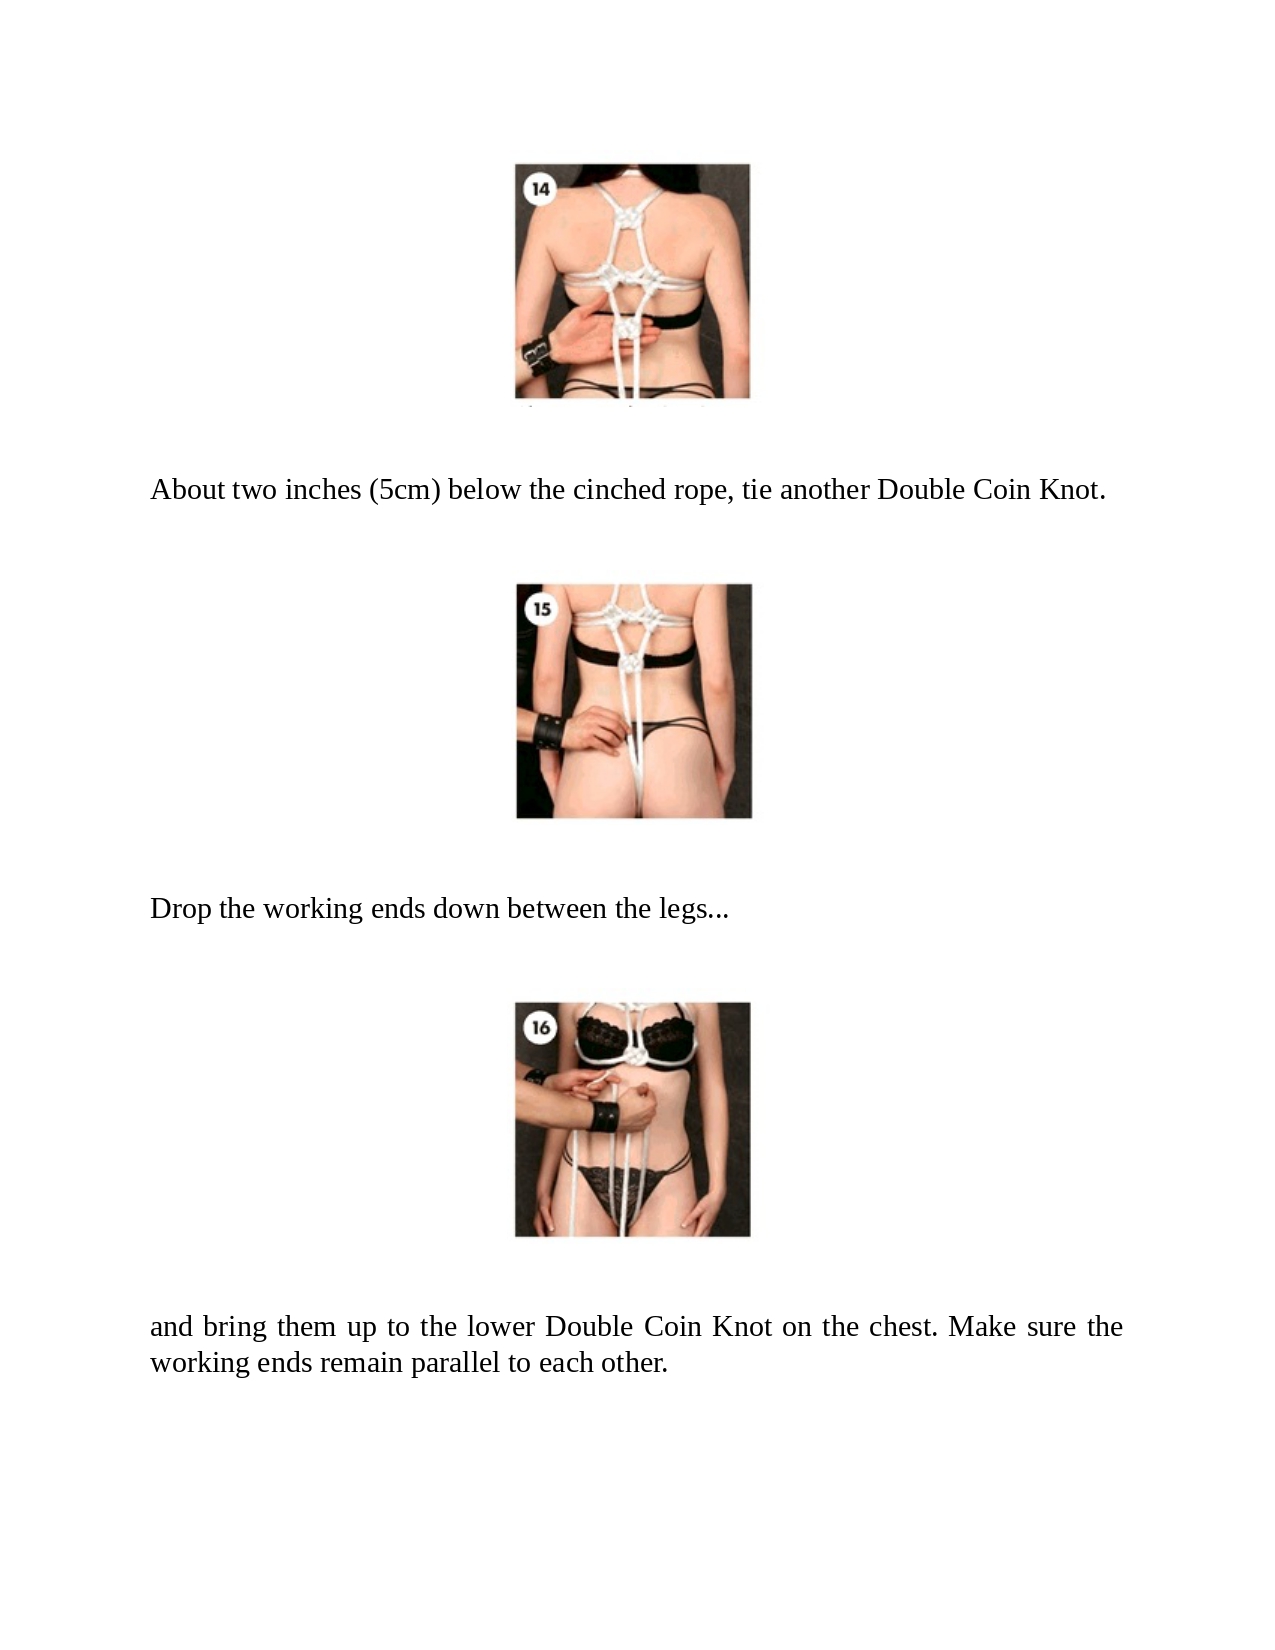 14
About two inches (5cm) below the cinched rope, tie another Double Coin Knot.
15
Drop the working ends down between the legs...
16
and bring them up to the lower Double Coin Knot on the chest. Make sure the
working ends remain parallel to each other.